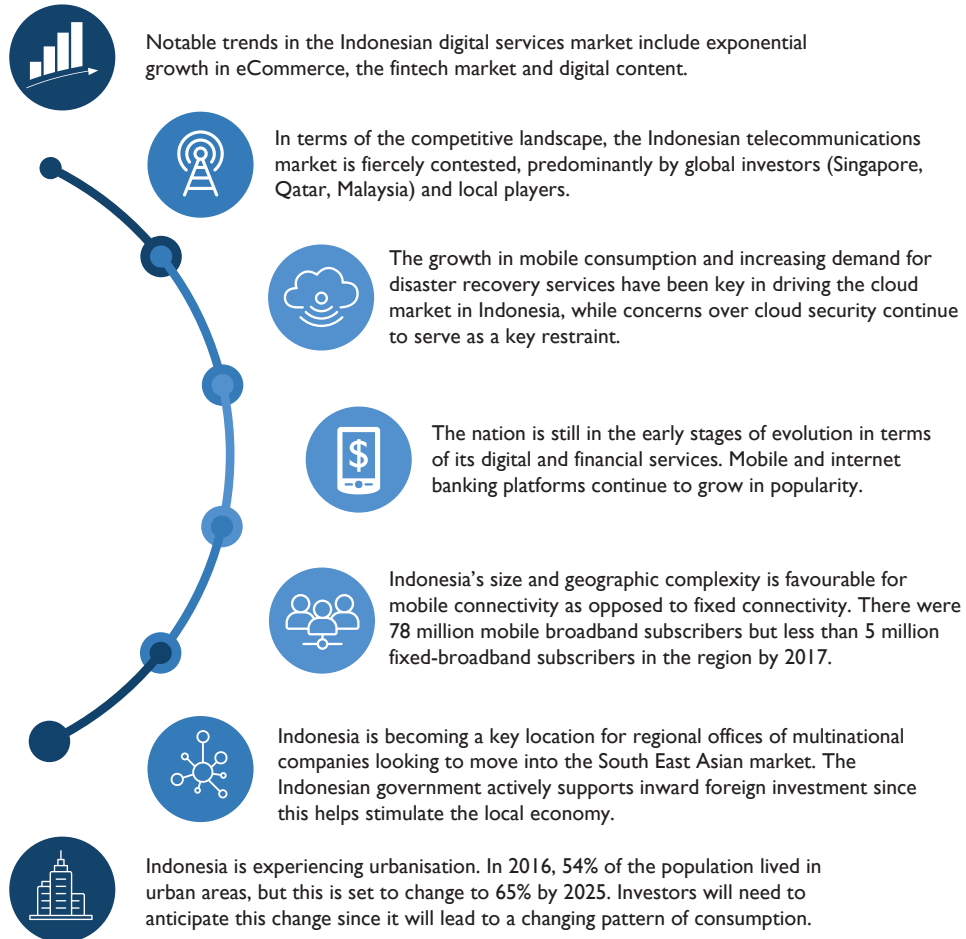 Notable trends in the Indonesian digital services market include exponential
growth in eCommerce, the fintech market and digital content.
In terms of the competitive landscape, the Indonesian telecommunications
market is fiercely contested, predominantly by global investors (Singapore,
Qatar, Malaysia) and local players.
The growth in mobile consumption and increasing demand for
disaster recovery services have been key in driving the cloud
market in Indonesia, while concerns over cloud security continue
to serve as a key restraint.
$
The nation is still in the early stages of evolution in terms
of its digital and financial services. Mobile and internet
banking platforms continue to grow in popularity.
Indonesia's size and geographic complexity is favourable for
mobile connectivity as opposed to fixed connectivity. There were
78 million mobile broadband subscribers but less than 5 million
fixed-broadband subscribers in the region by 2017.
Indonesia is becoming a key location for regional offices of multinational
companies looking to move into the South East Asian market. The
Indonesian government actively supports inward foreign investment since
this helps stimulate the local economy.
Indonesia is experiencing urbanisation. In 2016, 54% of the population lived in
urban areas, but this is set to change to 65% by 2025. Investors will need to
anticipate this change since it will lead to a changing pattern of consumption.